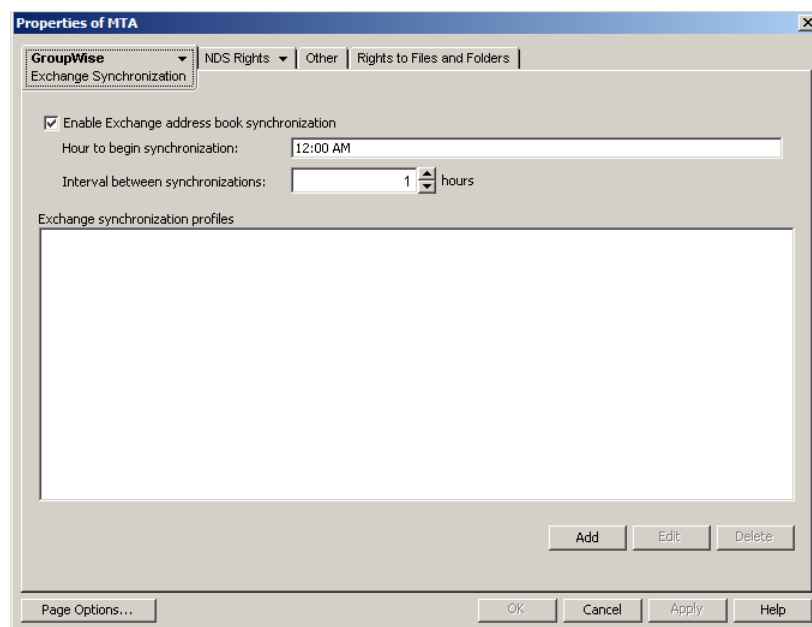 Properties of MTA
GroupWise
NDS Rights
Other
Rights to Files and Folders
Exchange Synchronization
Enable Exchange address book synchronization
Hour to begin synchronization: 12:00 AM
Interval between synchronizations: 1 hours
Exchange synchronization profiles
Add Edit Delete
Page Options... OK Cancel Apply Help